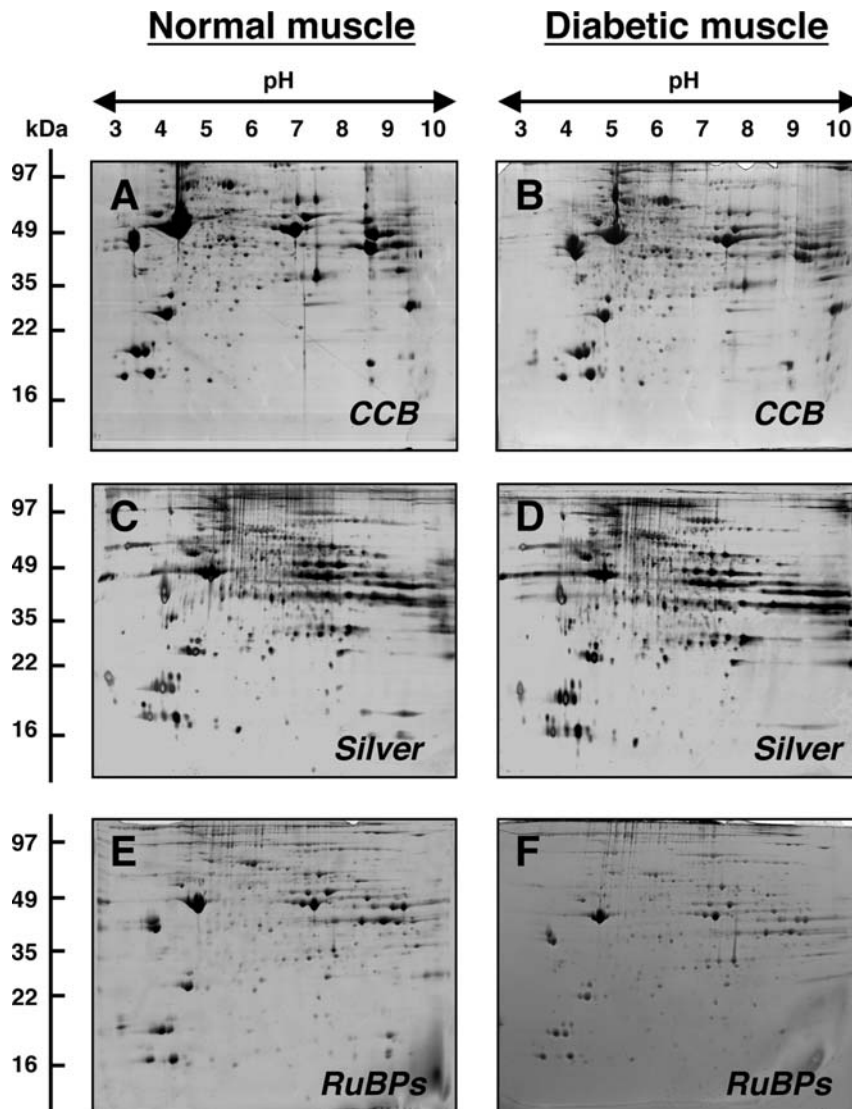 Normal muscle Diabetic muscle
pH pH
kDa 3 4 5 6 7 8 9 10 3 4 5 6 7 8 9 10
97
49
35
22
16
A
CCB
B
CCB
97
49
35
22
16
C
Silver
D
Silver
97
49
35
22
16
E
RuBPs
F
RuBPs